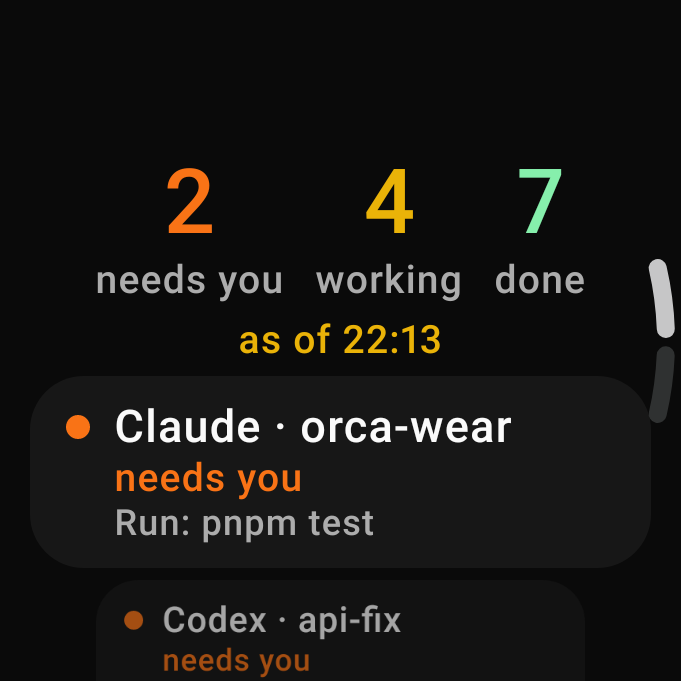 2 4 7
needs you working done
as of 22:13
Claude · orca-wear
needs you
Run: pnpm test
Codex · api-fix
needs you